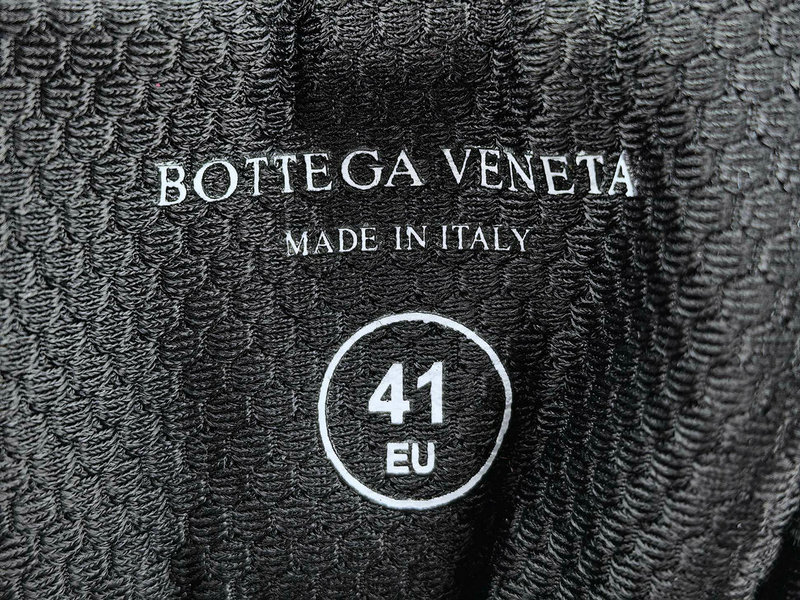 BOTTEGA VENETA
MADE IN ITALY
41
EU